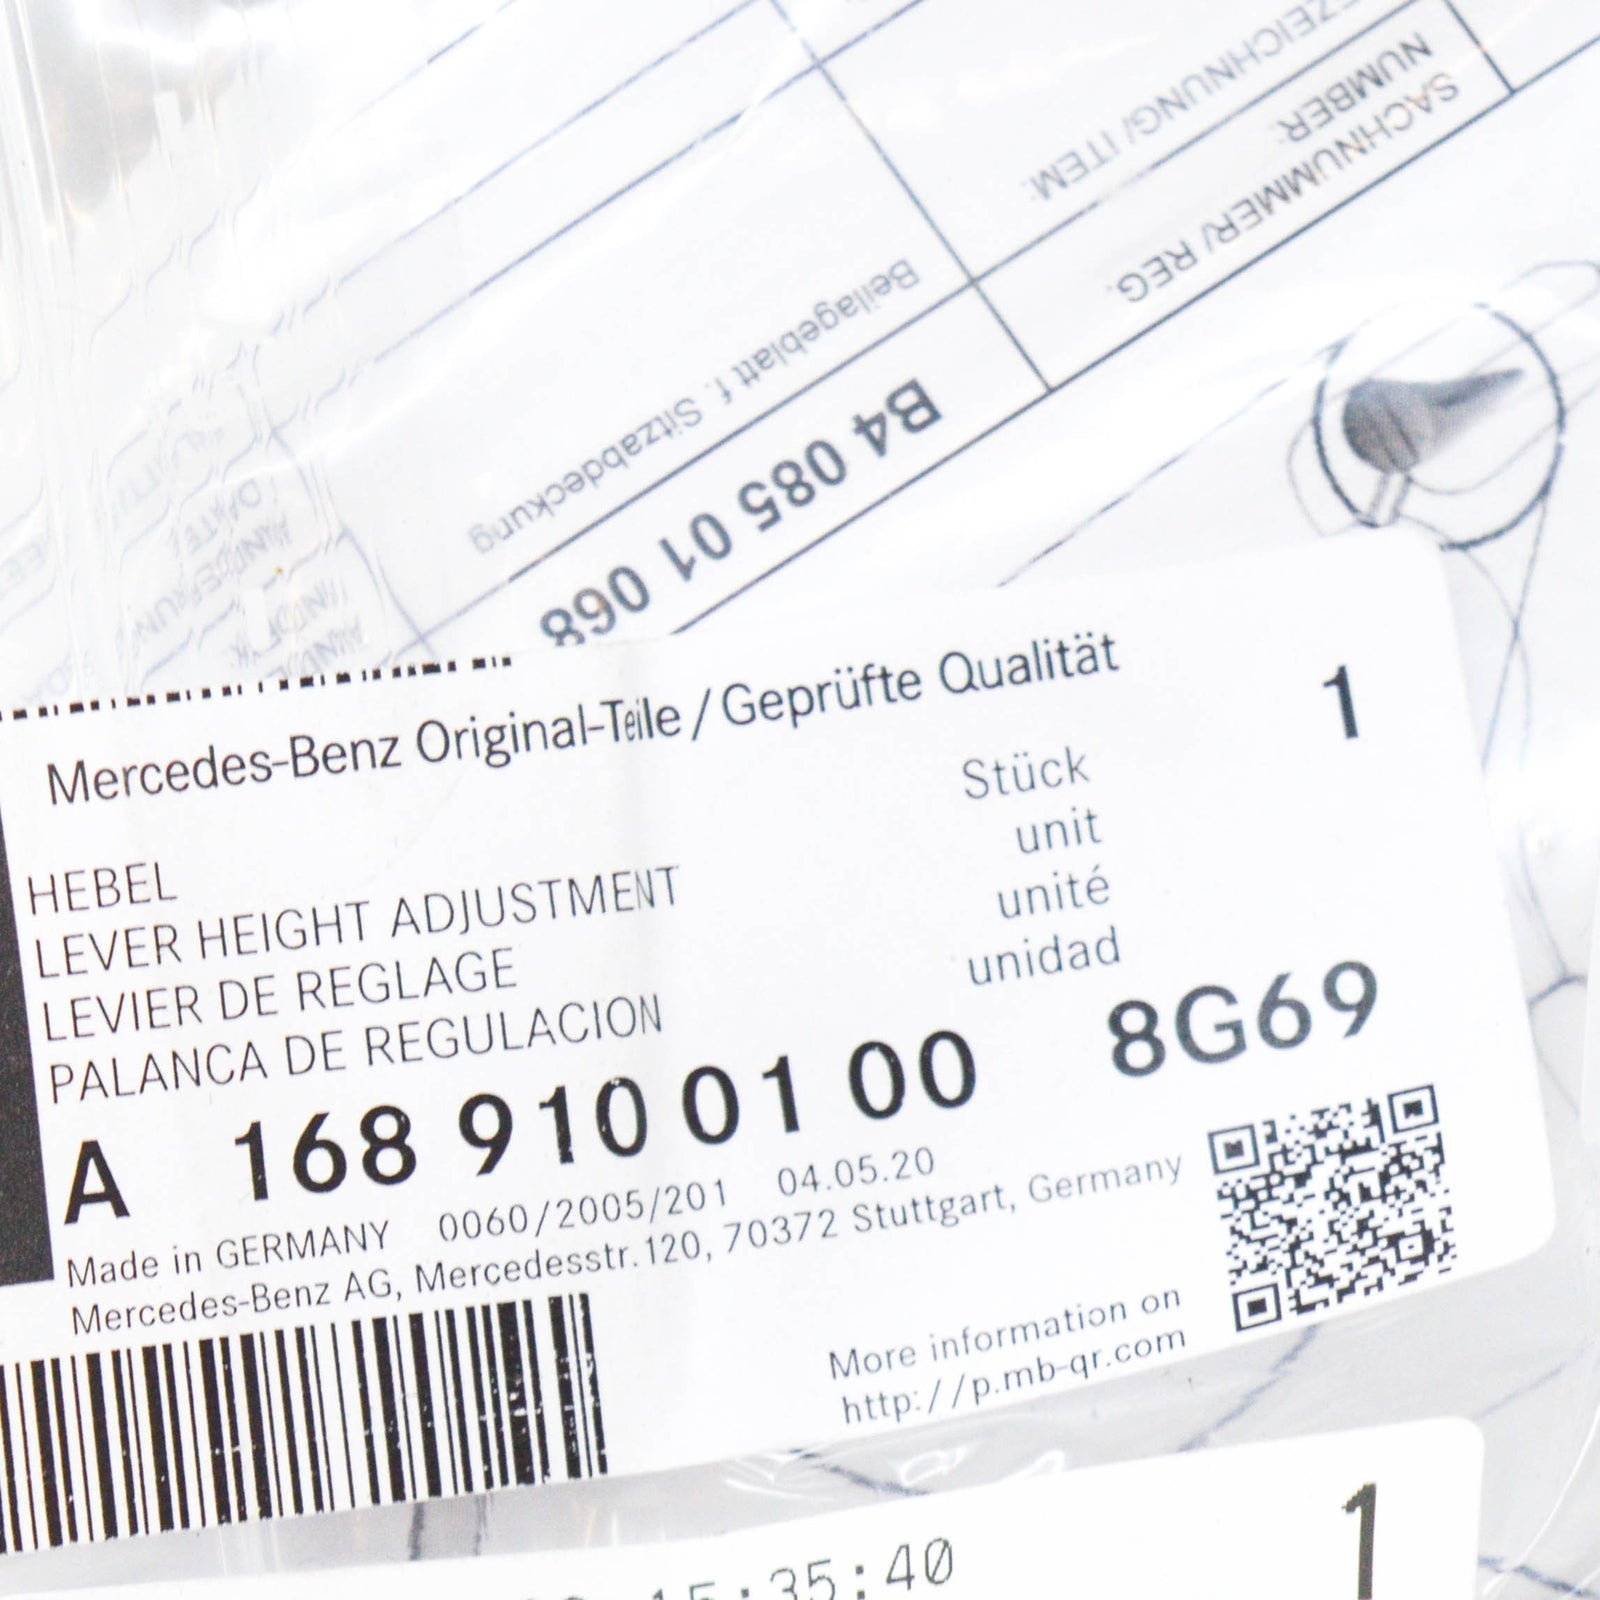 EZEICHNUNG/ ITEM:
SACHNUMMER/ REG.
NUMBER:
Beilageblatt f. Sitzabdeckung
B4 085 01 068
Mercedes-Benz Original-Teile / Geprüfte Qualität
1
Stück
unit
unité
unidad
HEBEL
LEVER HEIGHT ADJUSTMENT
LEVIER DE REGLAGE
PALANCA DE REGULACION
A 168 910 01 00 8G69
Made in GERMANY 0060/2005/201 04.05.20
Mercedes-Benz AG, Mercedesstr. 120, 70372 Stuttgart, Germany
More information on
http://p.mb-qr.com
15:35:40
1